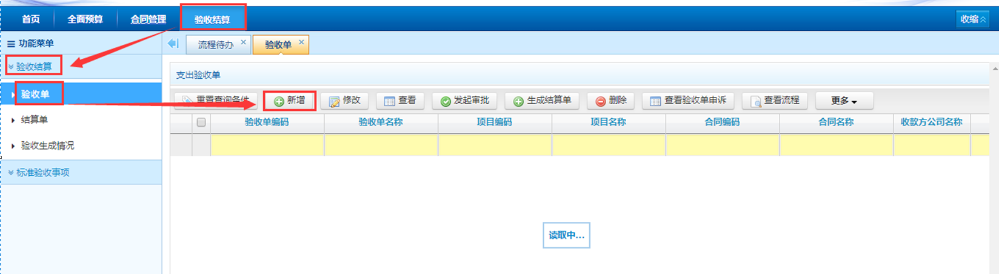 首页 全面预算 合同管理 验收结算 收缩
功能菜单
流程待办 验收单
验收结算
支出验收单
验收单
重置查询条件 新增 修改 查看 发起审批 生成结算单 删除 查看验收单申诉 查看流程 更多
结算单
验收单编码 验收单名称 项目编码 项目名称 合同编码 合同名称 收款方公司名称
验收生成情况
标准验收事项
读取中...